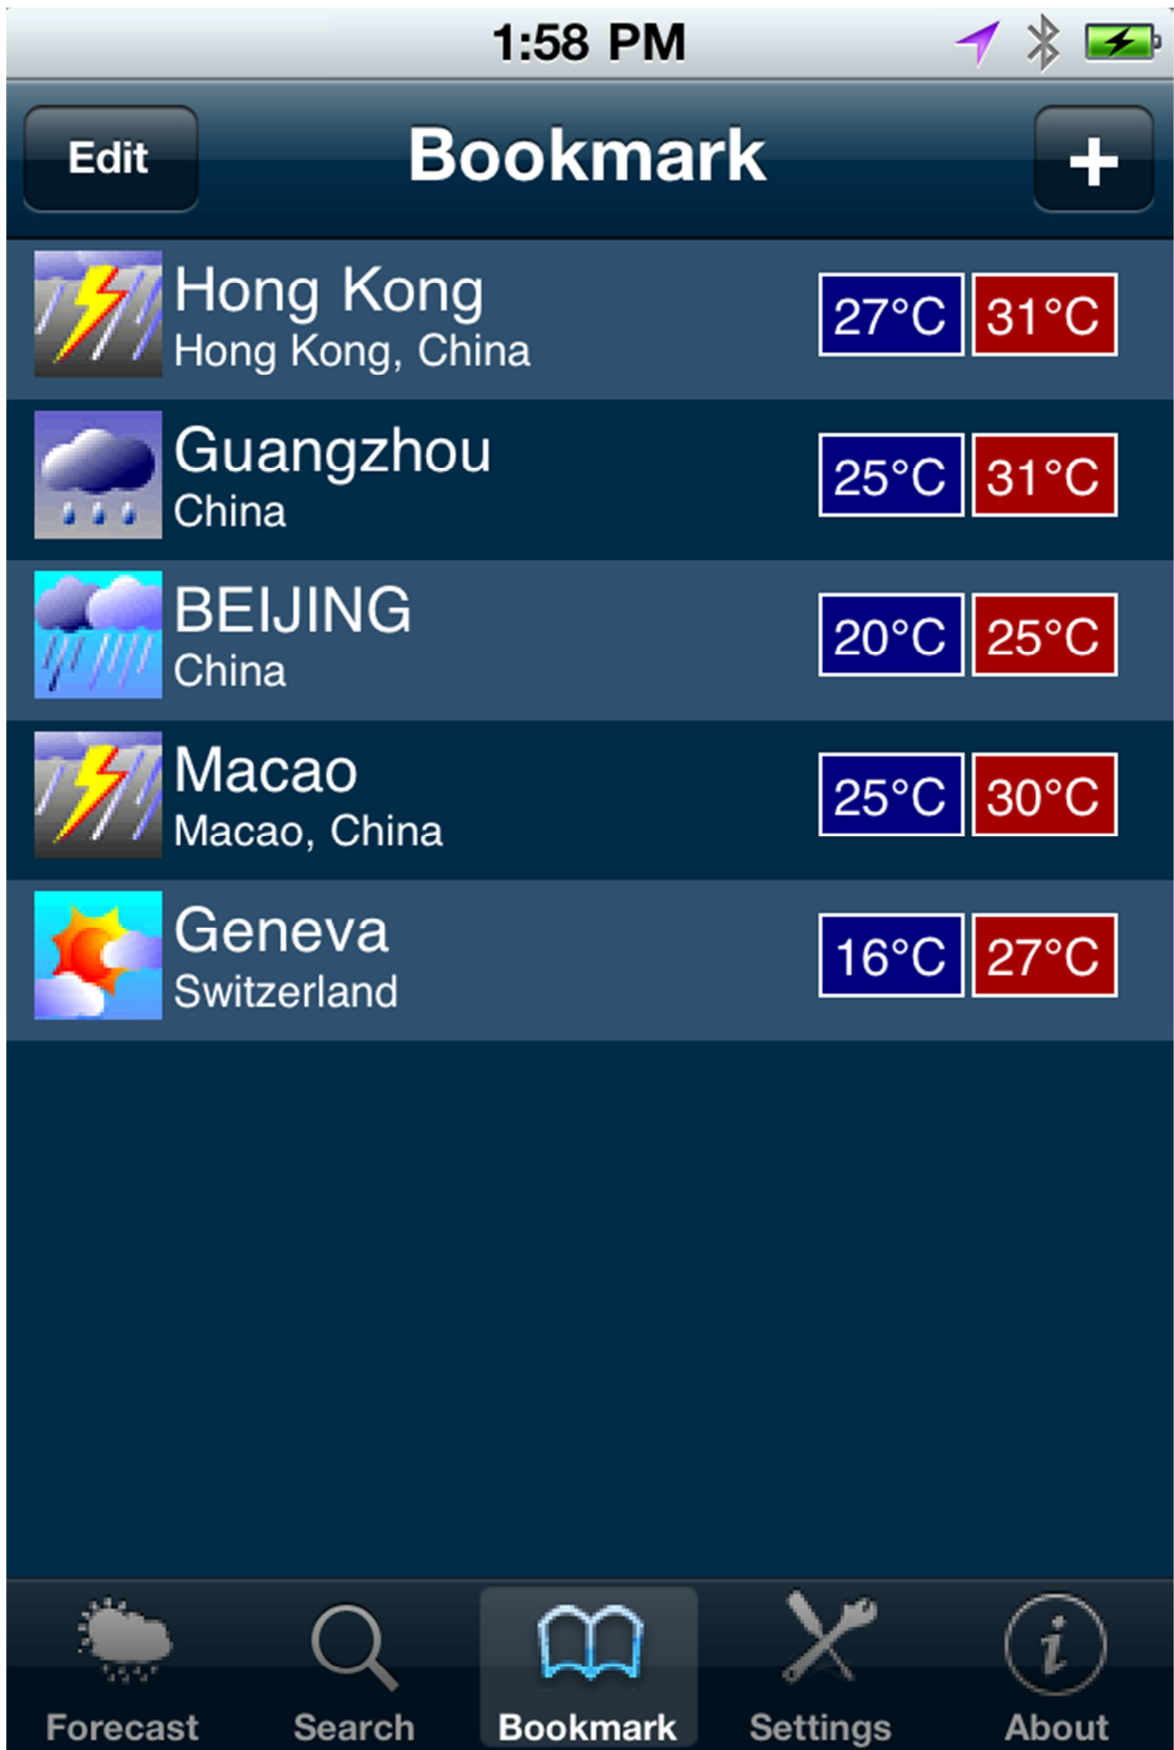 1:58 PM
Edit
Bookmark
+
Hong Kong
Hong Kong, China
27°C 31°C
Guangzhou
China
25°C 31°C
BEIJING
China
20°C 25°C
Macao
Macao, China
25°C 30°C
Geneva
Switzerland
16°C 27°C
Forecast Search Bookmark Settings About